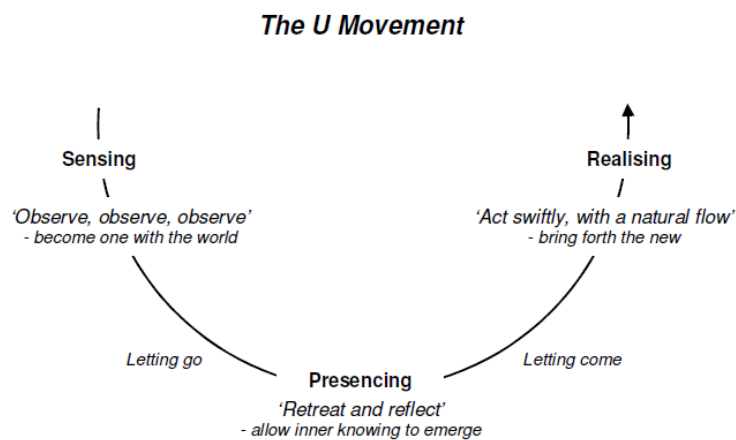 The U Movement
Sensing
'Observe, observe, observe'
- become one with the world
Letting go
Presencing
'Retreat and reflect'
- allow inner knowing to emerge
Letting come
Realising
'Act swiftly, with a natural flow'
- bring forth the new